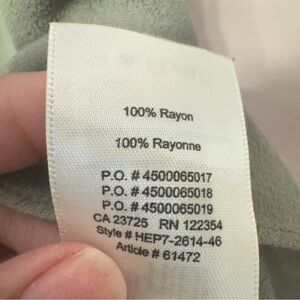 100% Rayon
100% Rayonne
P.O. # 4500065017
P.O. # 4500065018
P.O. # 4500065019
CA 23725 RN 122354
Style # HEP7-2614-46
Article # 61472